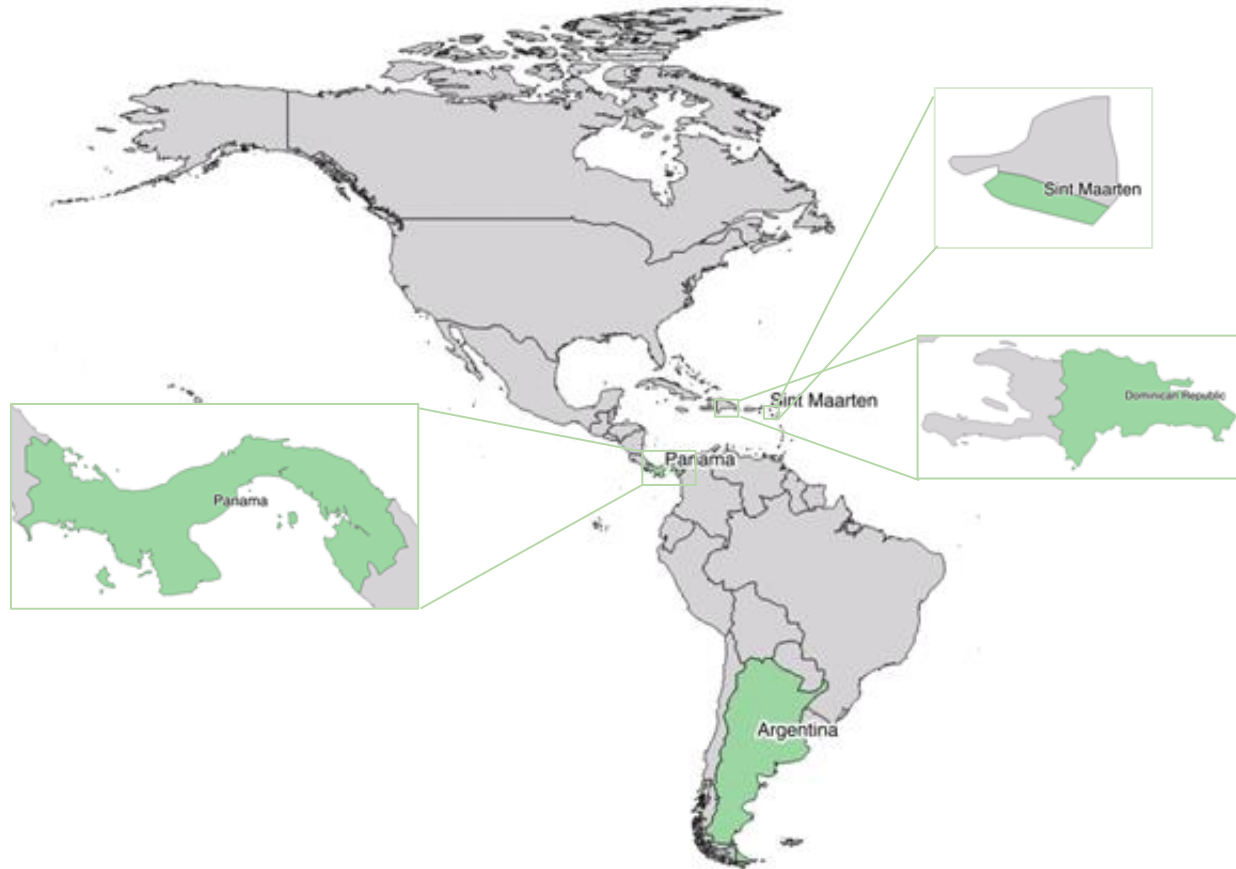 Sint Maarten
Dominican Republic
Sint Maarten
Panama
Panama
Argentina